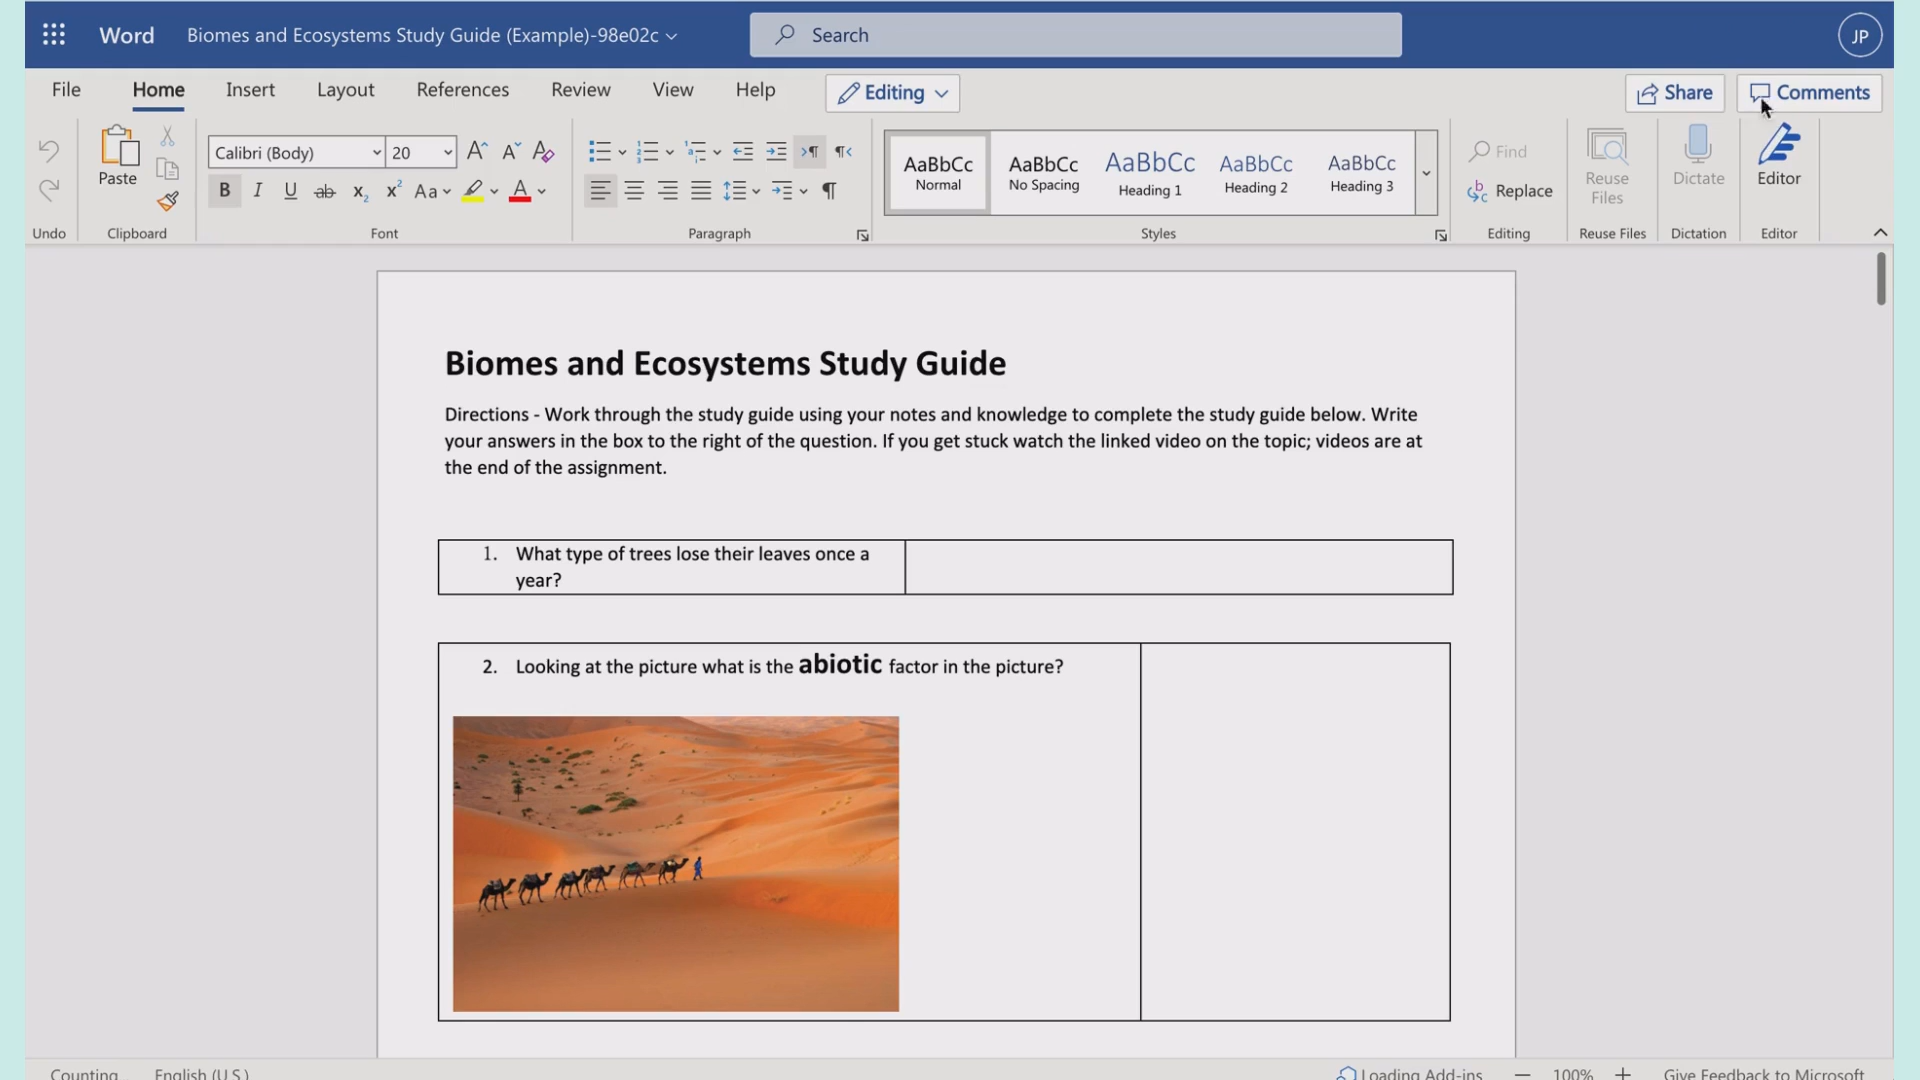 Word Biomes and Ecosystems Study Guide (Example)-98e02c Search JP
File Home Insert Layout References Review View Help Editing Share Comments
Paste
Calibri (Body) 20
AaBbCc AaBbCc AaBbCc AaBbCc AaBbCc
Normal No Spacing Heading 1 Heading 2 Heading 3
Find
Replace
Reuse
Files
Dictate
Editor
Undo Clipboard Font Paragraph Styles Editing Reuse Files Dictation Editor
Biomes and Ecosystems Study Guide
Directions - Work through the study guide using your notes and knowledge to complete the study guide below. Write
your answers in the box to the right of the question. If you get stuck watch the linked video on the topic; videos are at
the end of the assignment.
1. What type of trees lose their leaves once a
year?
2. Looking at the picture what is the abiotic factor in the picture?
Counting... English (U.S.) Loading Add-ins 100% Give Feedback to Microsoft